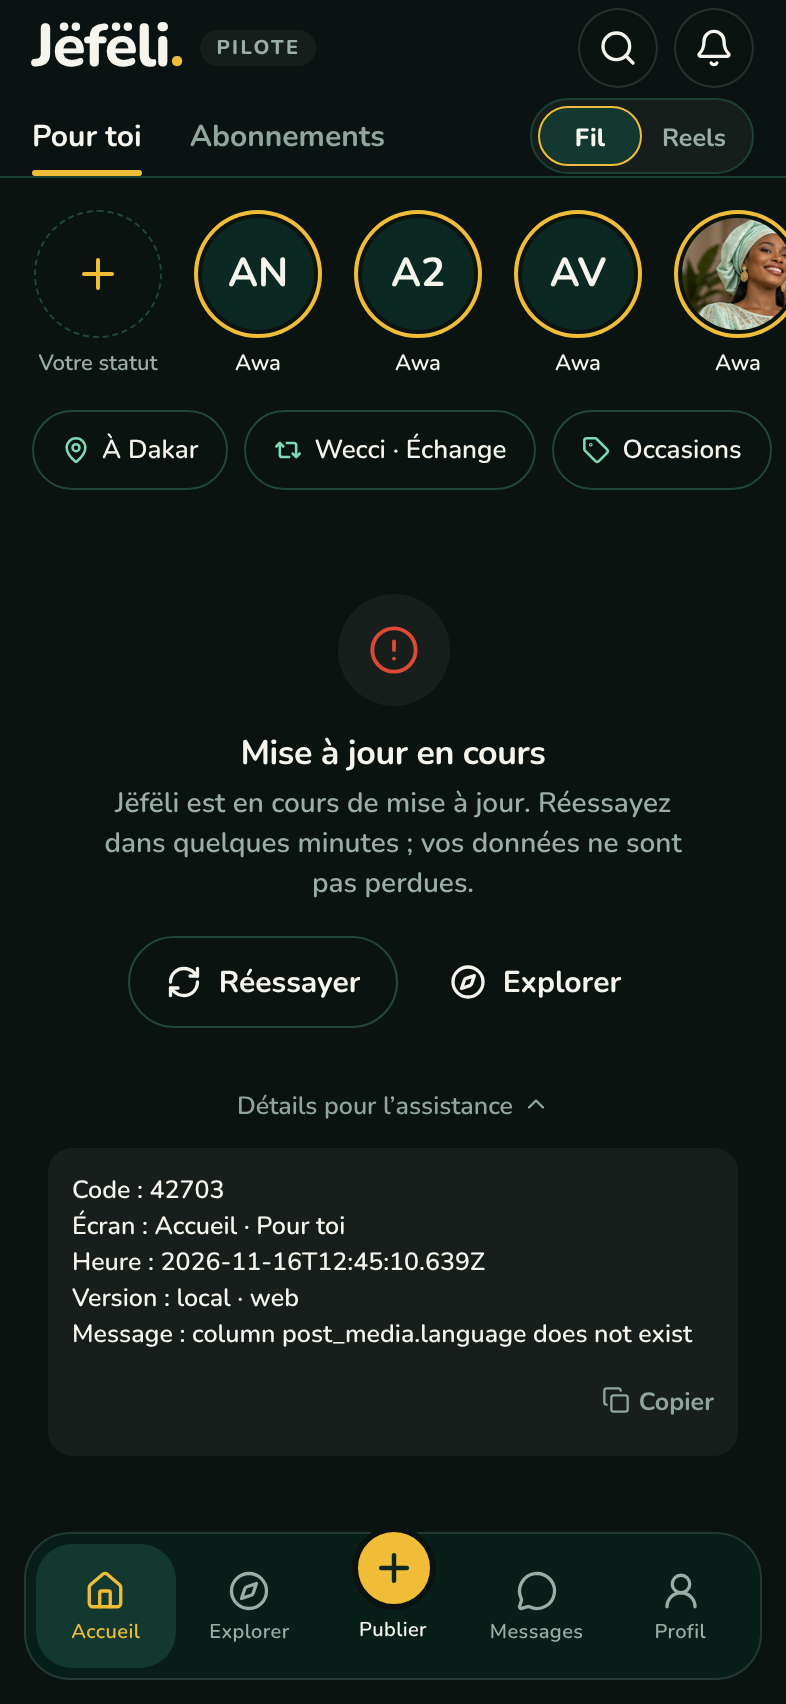 Jëfëli.
PILOTE
Pour toi
Abonnements
Fil
Reels
AN
A2
AV
Votre statut
Awa
Awa
Awa
Awa
À Dakar
Wecci · Échange
Occasions
Mise à jour en cours
Jëfëli est en cours de mise à jour. Réessayez
dans quelques minutes ; vos données ne sont
pas perdues.
Réessayer
Explorer
Détails pour l’assistance
Code : 42703
Écran : Accueil · Pour toi
Heure : 2026-11-16T12:45:10.639Z
Version : local · web
Message : column post_media.language does not exist
Copier
Accueil
Explorer
Publier
Messages
Profil